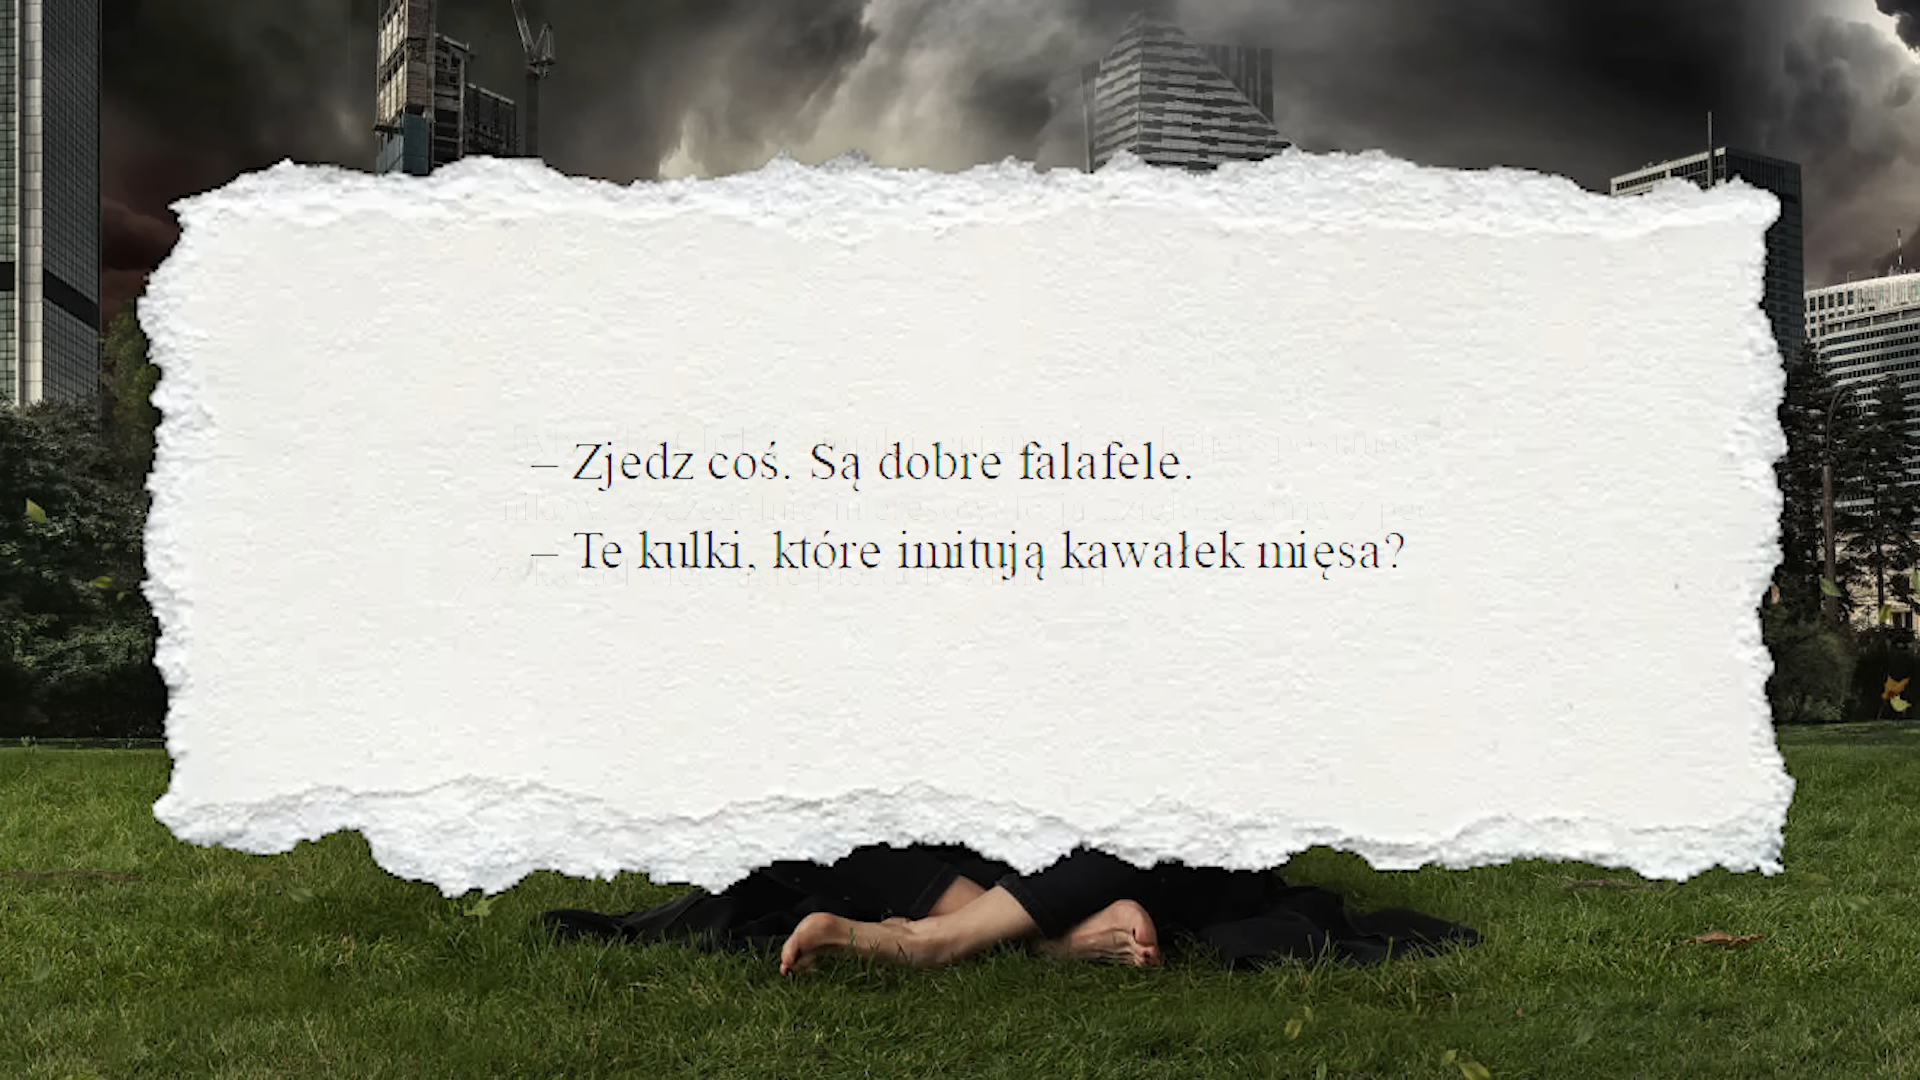 – Zjedz coś. Są dobre falafele.
– Te kulki, które imitują kawałek mięsa?